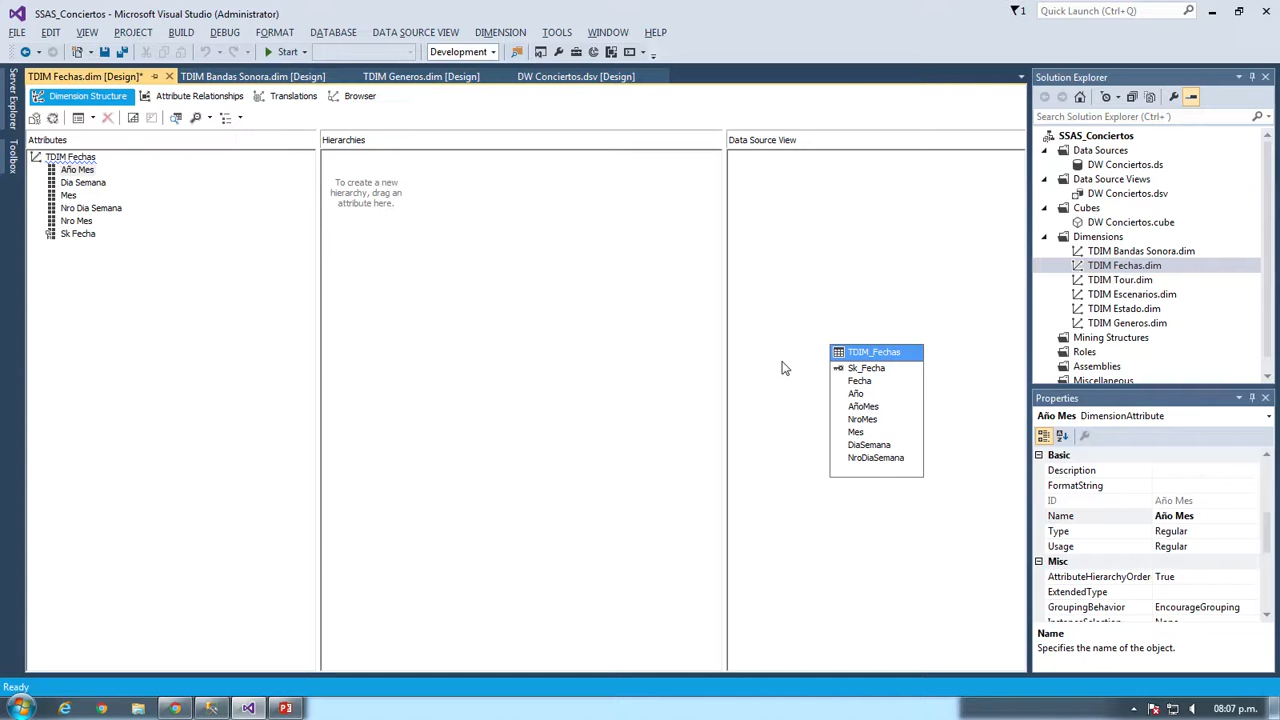 SSAS_Conciertos - Microsoft Visual Studio (Administrator)
1
Quick Launch (Ctrl+Q)
FILE EDIT VIEW PROJECT BUILD DEBUG FORMAT DATABASE DATA SOURCE VIEW DIMENSION TOOLS WINDOW HELP
Start
Development
TDIM Fechas.dim [Design]*
TDIM Bandas Sonora.dim [Design]
TDIM Generos.dim [Design]
DW Conciertos.dsv [Design]
Server Explorer
Toolbox
Dimension Structure
Attribute Relationships
Translations
Browser
Attributes
TDIM Fechas
Año Mes
Dia Semana
Mes
Nro Dia Semana
Nro Mes
Sk Fecha
Hierarchies
To create a new
hierarchy, drag an
attribute here.
Data Source View
TDIM_Fechas
Sk_Fecha
Fecha
Año
AñoMes
NroMes
Mes
DiaSemana
NroDiaSemana
Solution Explorer
Search Solution Explorer (Ctrl+´)
SSAS_Conciertos
Data Sources
DW Conciertos.ds
Data Source Views
DW Conciertos.dsv
Cubes
DW Conciertos.cube
Dimensions
TDIM Bandas Sonora.dim
TDIM Fechas.dim
TDIM Tour.dim
TDIM Escenarios.dim
TDIM Estado.dim
TDIM Generos.dim
Mining Structures
Roles
Assemblies
Miscellaneous
Properties
Año Mes DimensionAttribute
Basic
Description
FormatString
ID Año Mes
Name Año Mes
Type Regular
Usage Regular
Misc
AttributeHierarchyOrder True
ExtendedType
GroupingBehavior EncourageGrouping
InstanceSelection None
Name
Specifies the name of the object.
Ready
08:07 p.m.